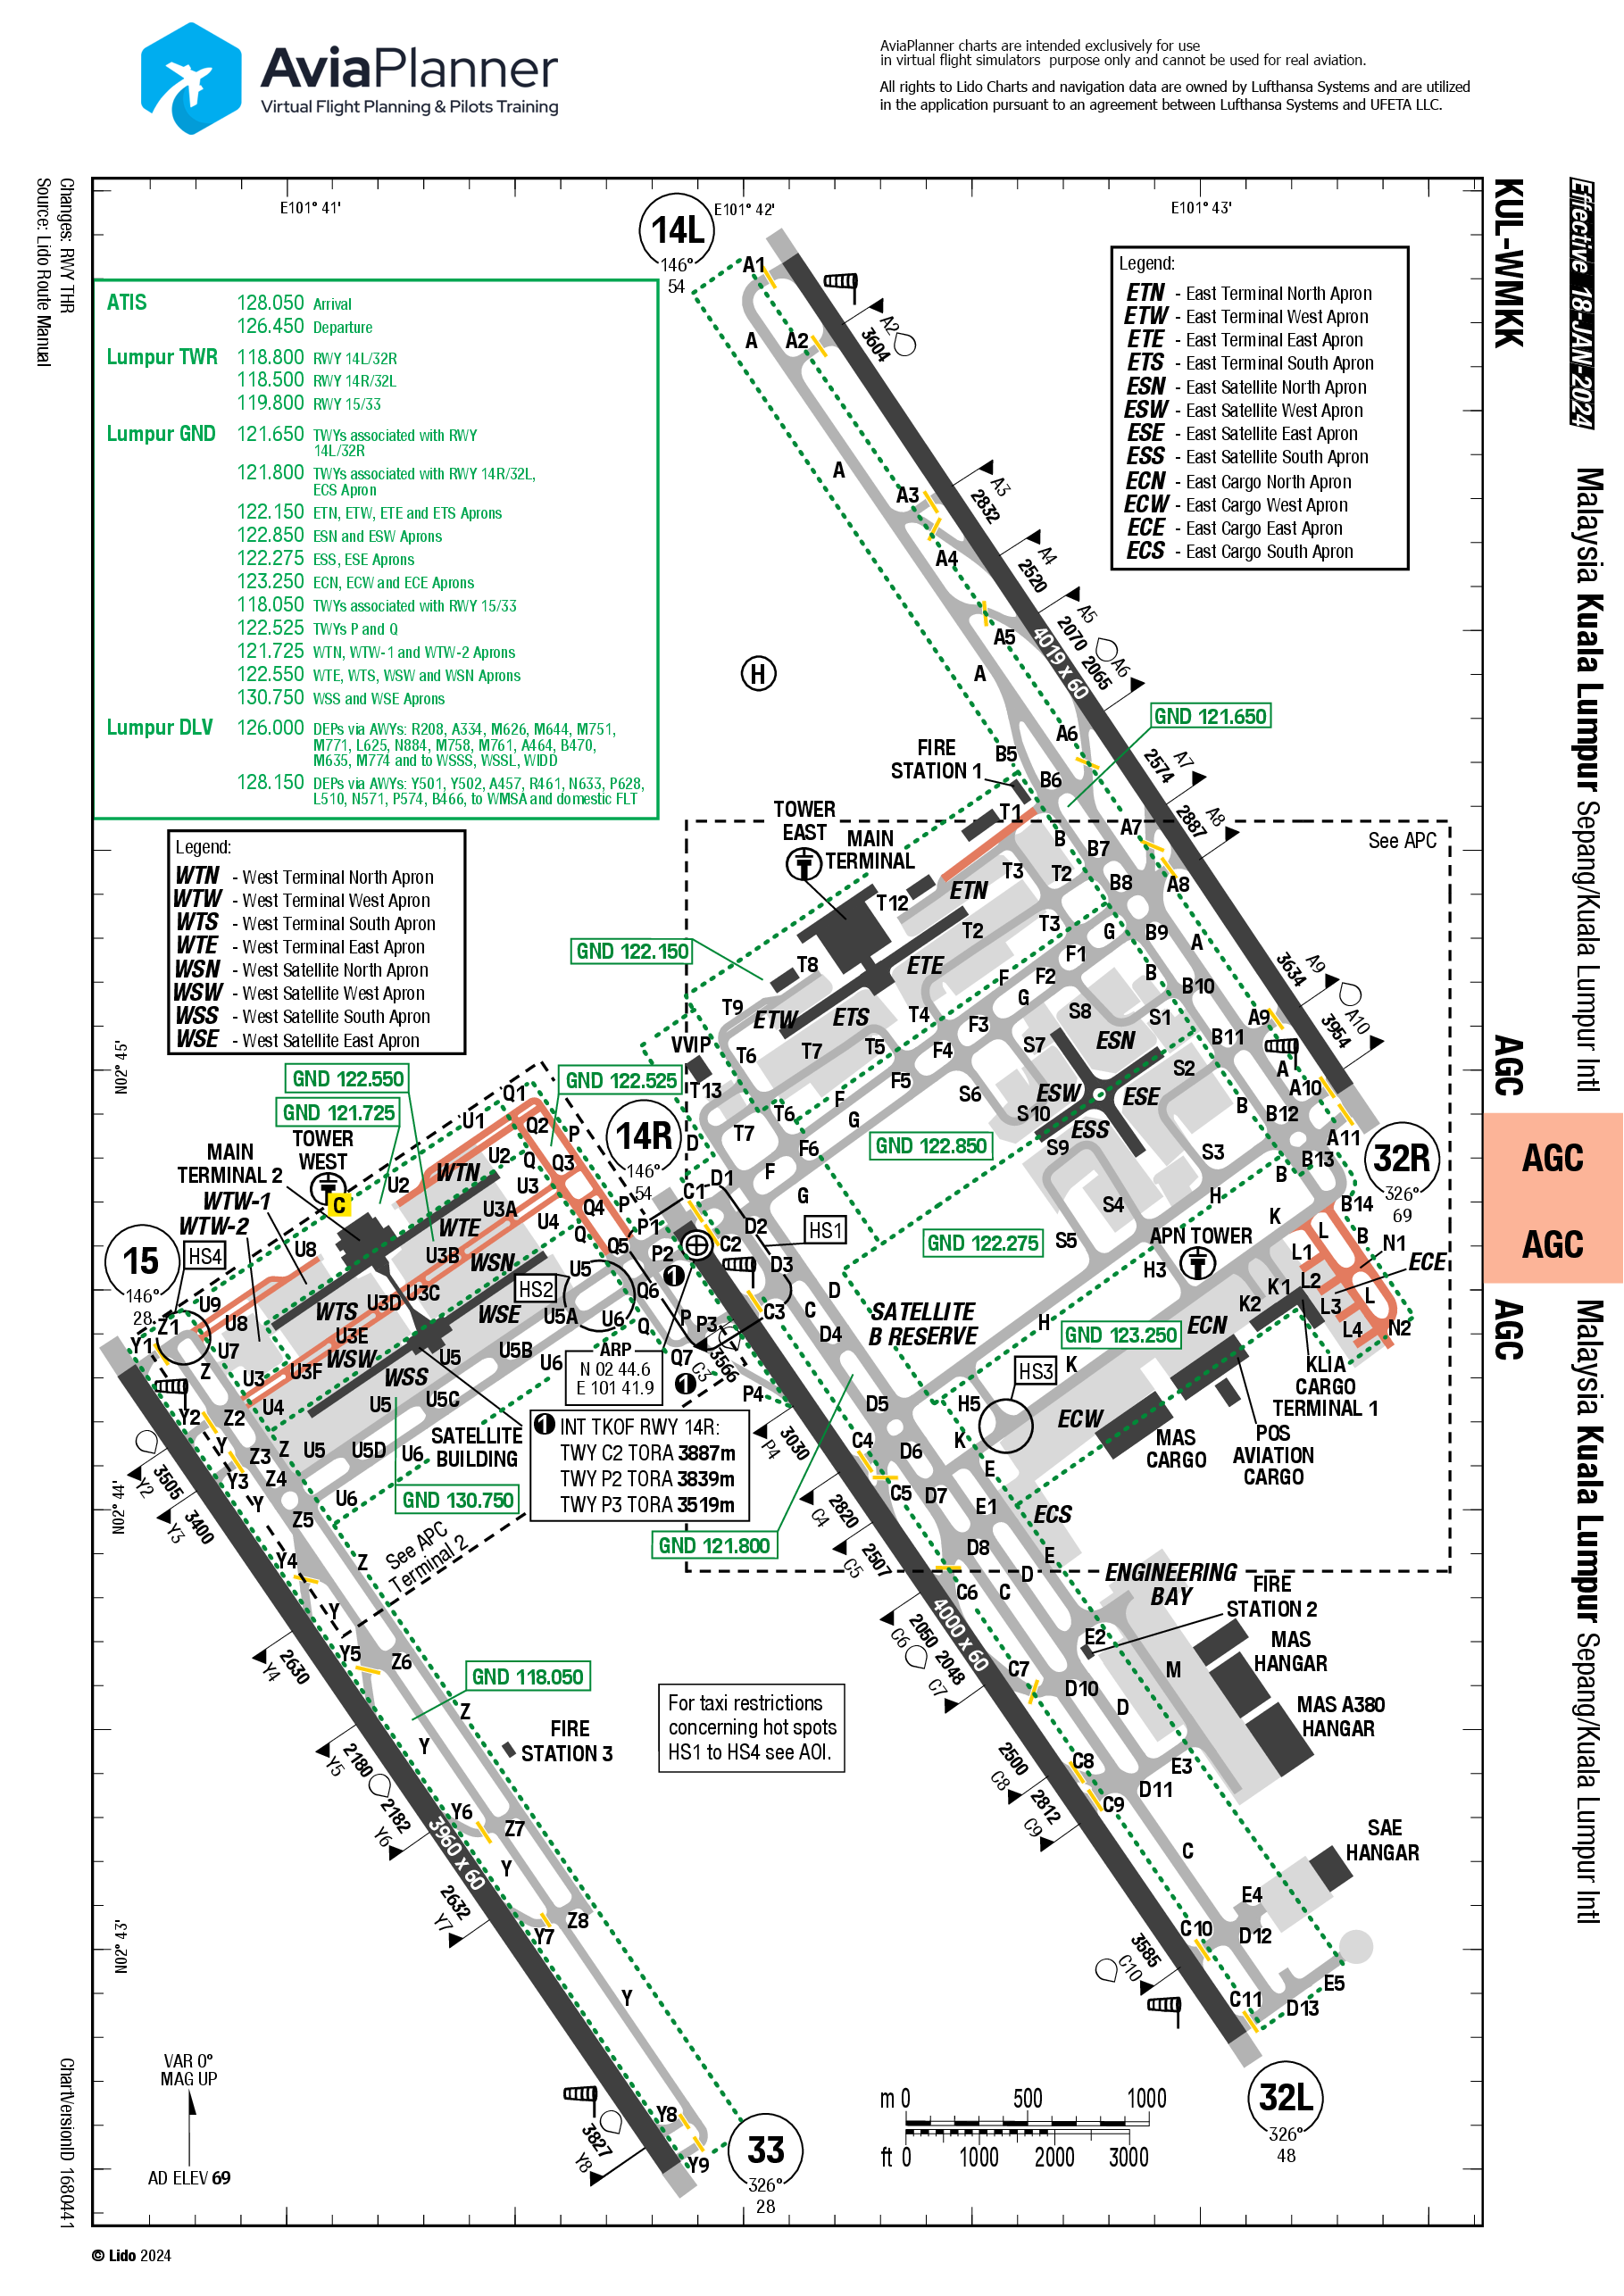 AviaPlanner
Virtual Flight Planning & Pilots Training
AviaPlanner charts are intended exclusively for use
in virtual flight simulators purpose only and cannot be used for real aviation.
All rights to Lido Charts and navigation data are owned by Lufthansa Systems and are utilized
in the application pursuant to an agreement between Lufthansa Systems and UFETA LLC.
Changes: RWY THR
Source: Lido Route Manual
KUL-WMKK
Effective 18-JAN-2024
Malaysia Kuala Lumpur Sepang/Kuala Lumpur Intl
AGC
AGC
AGC
AGC
Malaysia Kuala Lumpur Sepang/Kuala Lumpur Intl
E101° 41'
E101° 42'
E101° 43'
N02° 45'
N02° 44'
N02° 43'
ATIS 128.050 Arrival
126.450 Departure
Lumpur TWR 118.800 RWY 14L/32R
118.500 RWY 14R/32L
119.800 RWY 15/33
Lumpur GND 121.650 TWYs associated with RWY
14L/32R
121.800 TWYs associated with RWY 14R/32L,
ECS Apron
122.150 ETN, ETW, ETE and ETS Aprons
122.850 ESN and ESW Aprons
122.275 ESS, ESE Aprons
123.250 ECN, ECW and ECE Aprons
118.050 TWYs associated with RWY 15/33
122.525 TWYs P and Q
121.725 WTN, WTW-1 and WTW-2 Aprons
122.550 WTE, WTS, WSW and WSN Aprons
130.750 WSS and WSE Aprons
Lumpur DLV 126.000 DEPs via AWYs: R208, A334, M626, M644, M751,
M771, L625, N884, M758, M761, A464, B470,
M635, M774 and to WSSS, WSSL, WIDD
128.150 DEPs via AWYs: Y501, Y502, A457, R461, N633, P628,
L510, N571, P574, B466, to WMSA and domestic FLT
Legend:
ETN - East Terminal North Apron
ETW - East Terminal West Apron
ETE - East Terminal East Apron
ETS - East Terminal South Apron
ESN - East Satellite North Apron
ESW - East Satellite West Apron
ESE - East Satellite East Apron
ESS - East Satellite South Apron
ECN - East Cargo North Apron
ECW - East Cargo West Apron
ECE - East Cargo East Apron
ECS - East Cargo South Apron
Legend:
WTN - West Terminal North Apron
WTW - West Terminal West Apron
WTS - West Terminal South Apron
WTE - West Terminal East Apron
WSN - West Satellite North Apron
WSW - West Satellite West Apron
WSS - West Satellite South Apron
WSE - West Satellite East Apron
14L
146°
54
A1
A
A2
A2
3604
A
A3
A3
2832
A4
A4
2520
A5
A5
2070
2065
A6
4019 x 60
A
H
A6
GND 121.650
B5
FIRE
STATION 1
B6
A7
2574
A8
2887
T1
TOWER
EAST
MAIN
TERMINAL
See APC
B
A7
B7
T3
T2
B8
A8
ETN
T12
T2
T3
G
B9
A
GND 122.150
T8
ETE
F1
F
F2
B
B10
A9
3634
T9
ETW
ETS
T4
G
F3
S8
S1
A9
A10
3954
VVIP
T6
T7
T5
F4
S7
ESN
B11
A
T13
F5
S6
ESW
ESE
S2
A10
T6
F
G
S10
B
B12
T7
F6
GND 122.850
ESS
S9
A11
B13
32R
326°
69
D
S3
F
G
S4
H
B
B14
K
L
GND 122.550
GND 121.725
GND 122.525
Q1
U1
Q2
P
14R
146°
54
MAIN
TERMINAL 2
TOWER
WEST
C
WTW-1
WTW-2
U2
WTN
U2
Q
Q3
U3
U3A
Q4
P
P1
C1
D1
D2
HS1
WTE
U4
Q
Q5
P2
C2
U3B
WSN
U5
HS2
D3
15
146°
28
HS4
U8
U9
U8
WTS
U3D
U3C
WSE
U5A
U6
Q6
Q
P
P3
C3
C
D
D4
Z1
Y1
U7
U3E
WSW
U5
U5B
U6
Z
U3
U3F
WSS
U5
U5C
ARP
N 02 44.6
E 101 41.9
Q7
C3
3566
P4
GND 122.275
S5
APN TOWER
H3
SATELLITE
B RESERVE
H
GND 123.250
ECN
K2
K1
L1
L2
L3
L
L4
B
N1
ECE
N2
HS3
K
KLIA
CARGO
TERMINAL 1
Y2
Z2
U4
Y
Z3
Z
U5
U5D
U6
SATELLITE
BUILDING
Y3
Z4
Y
U6
GND 130.750
Z5
Y2
3505
Y3
3400
INT TKOF RWY 14R:
TWY C2 TORA 3887m
TWY P2 TORA 3839m
TWY P3 TORA 3519m
P4
3030
C4
D5
D6
H5
K
ECW
MAS
CARGO
POS
AVIATION
CARGO
E
C5
D7
E1
ECS
C4
2820
C5
2507
GND 121.800
See APC
Terminal 2
Y4
Z
Y
D8
D
E
ENGINEERING
BAY
C6
C
FIRE
STATION 2
C6
2050
2048
C7
4000 x 60
E2
M
MAS
HANGAR
Y4
2630
Y5
Z6
C7
D10
D
MAS A380
HANGAR
GND 118.050
Z
For taxi restrictions
concerning hot spots
HS1 to HS4 see AOI.
Y
FIRE
STATION 3
Y5
2180
2182
Y6
3960 x 60
Y6
Z7
Y
C8
2500
C9
2812
C8
E3
D11
C9
SAE
HANGAR
C
Y7
2632
Y7
Z8
E4
C10
D12
Y
C10
3585
E5
C11
D13
VAR 0°
MAG UP
AD ELEV 69
Y8
Y8
3827
Y9
33
326°
28
m 0 500 1000
ft 0 1000 2000 3000
32L
326°
48
ChartVersionID 1680441
© Lido 2024